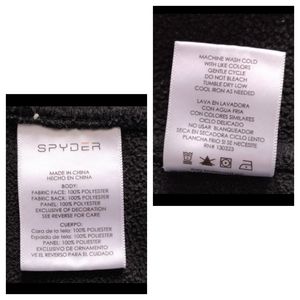 SPYDER
MADE IN CHINA
HECHO EN CHINA
BODY:
FABRIC FACE: 100% POLYESTER
FABRIC BACK: 100% POLYESTER
PANEL: 100% POLYESTER
EXCLUSIVE OF DECORATION
SEE REVERSE FOR CARE
CUERPO:
Cara de la tela: 100% POLIESTER
Espalda de tela: 100% POLIESTER
PANEL: 100% POLIESTER
EXCLUSIVO DE ORNAMENTO
VE EL REVERSO PARA EL CUIDADO
MACHINE WASH COLD
WITH LIKE COLORS
GENTLE CYCLE
DO NOT BLEACH
TUMBLE DRY LOW
COOL IRON AS NEEDED
LAVA EN LAVADORA
CON AGUA FRIA
CON COLORES SIMILARES
CICLO DELICADO
NO USAR BLANQUEADOR
SECA EN SECADORA CICLO LENTO
PLANCHA FRIO SI SE NECESITE
RN# 130323